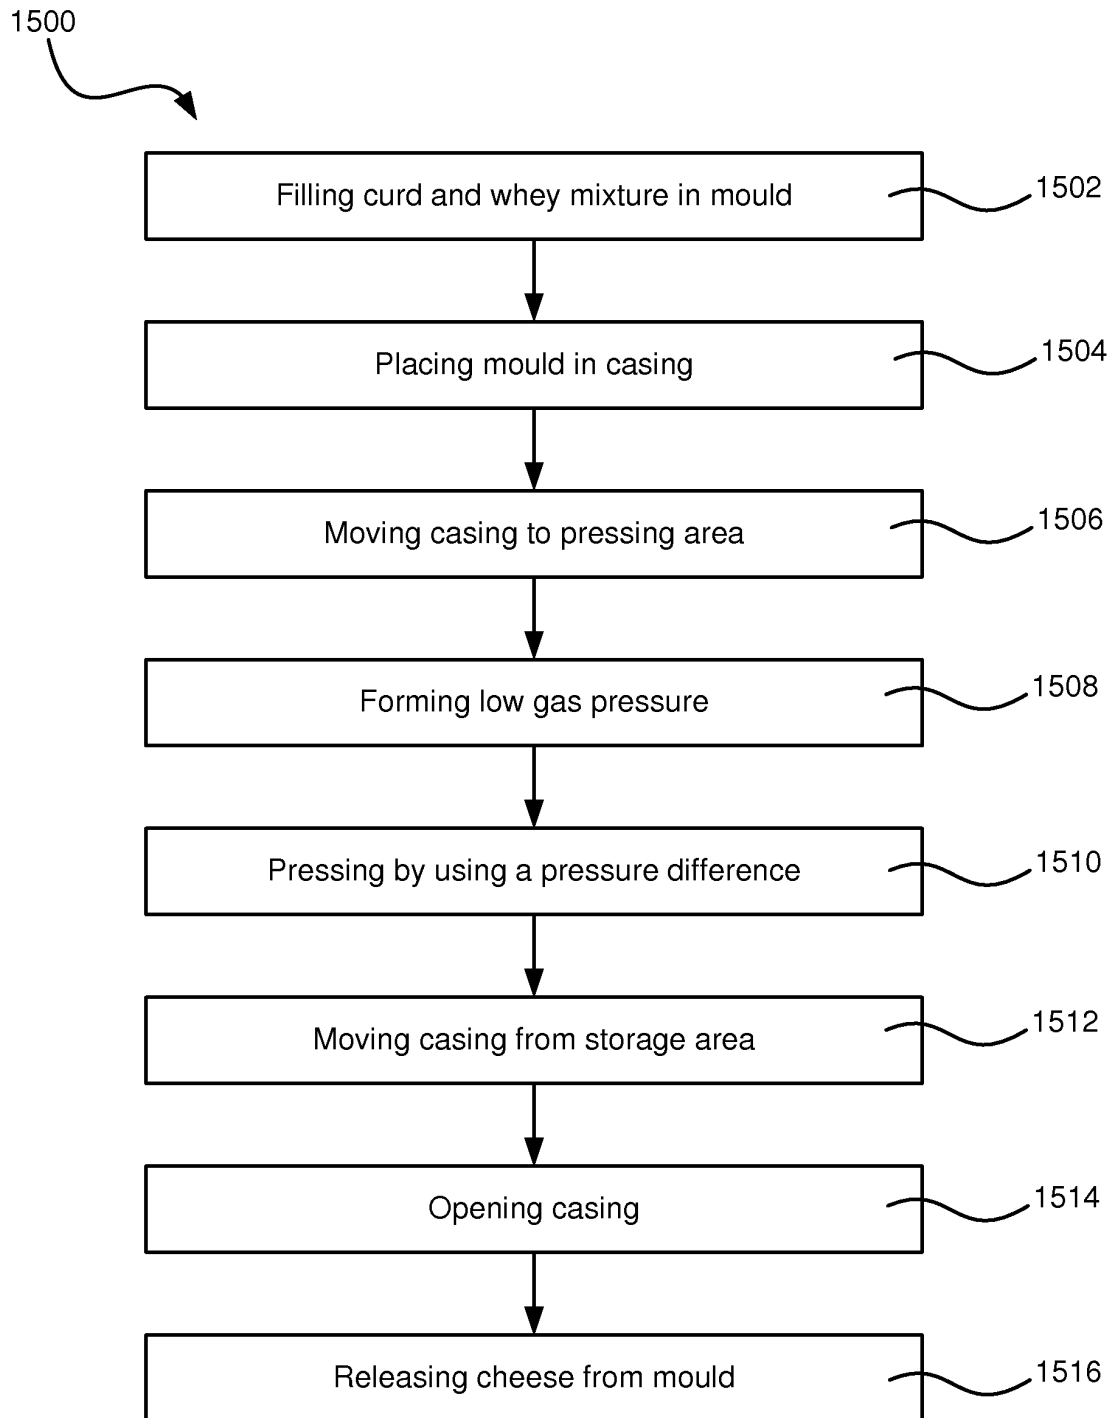 1500
Filling curd and whey mixture in mould
1502
Placing mould in casing
1504
Moving casing to pressing area
1506
Forming low gas pressure
1508
Pressing by using a pressure difference
1510
Moving casing from storage area
1512
Opening casing
1514
Releasing cheese from mould
1516